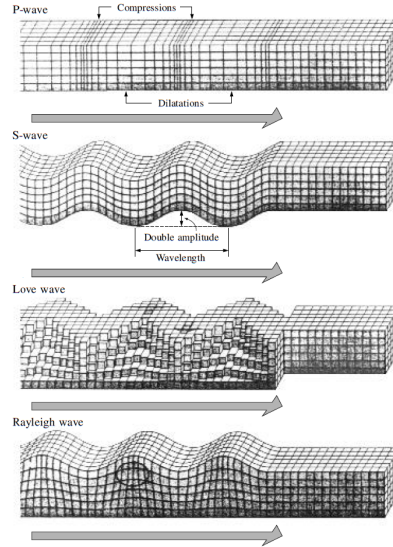 P-wave
Compressions
Dilatations
S-wave
Double amplitude
Wavelength
Love wave
Rayleigh wave